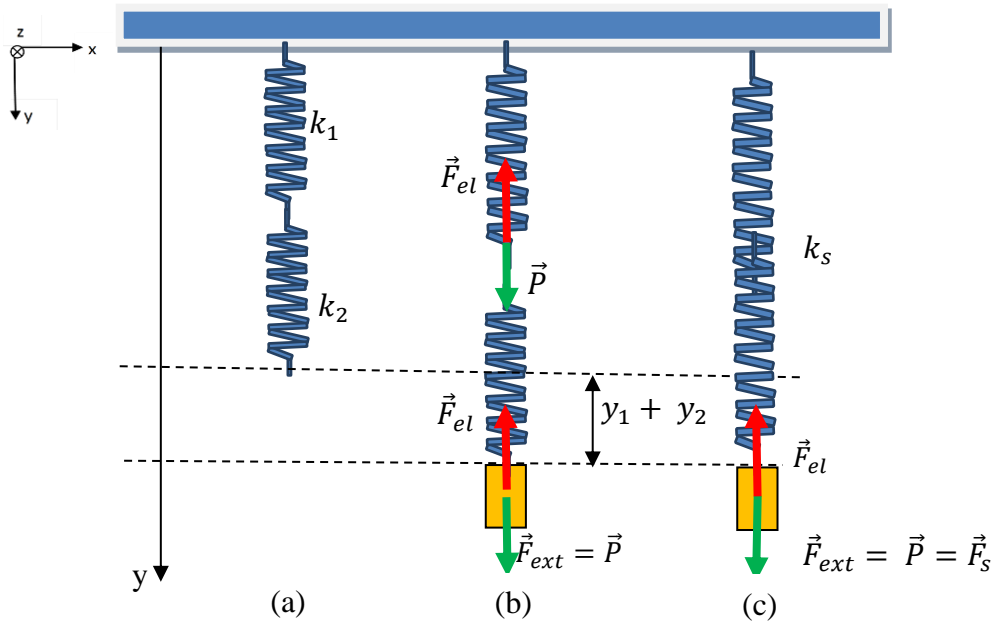 z
x
y
k₁
k₂
F⃗ₑₗ
P⃗
F⃗ₑₗ
y₁ + y₂
kₛ
F⃗ₑₗ
F⃗ₑₓₜ = P⃗
F⃗ₑₓₜ = P⃗ = F⃗ₛ
y
(a) (b) (c)